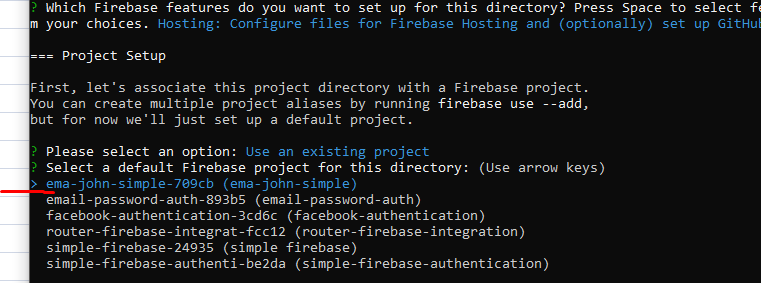 ? Which Firebase features do you want to set up for this directory? Press Space to select fe
m your choices. Hosting: Configure files for Firebase Hosting and (optionally) set up GitHub
=== Project Setup
First, let's associate this project directory with a Firebase project.
You can create multiple project aliases by running firebase use --add,
but for now we'll just set up a default project.
? Please select an option: Use an existing project
? Select a default Firebase project for this directory: (Use arrow keys)
> ema-john-simple-709cb (ema-john-simple)
email-password-auth-893b5 (email-password-auth)
facebook-authentication-3cd6c (facebook-authentication)
router-firebase-integrat-fcc12 (router-firebase-integration)
simple-firebase-24935 (simple firebase)
simple-firebase-authenti-be2da (simple-firebase-authentication)